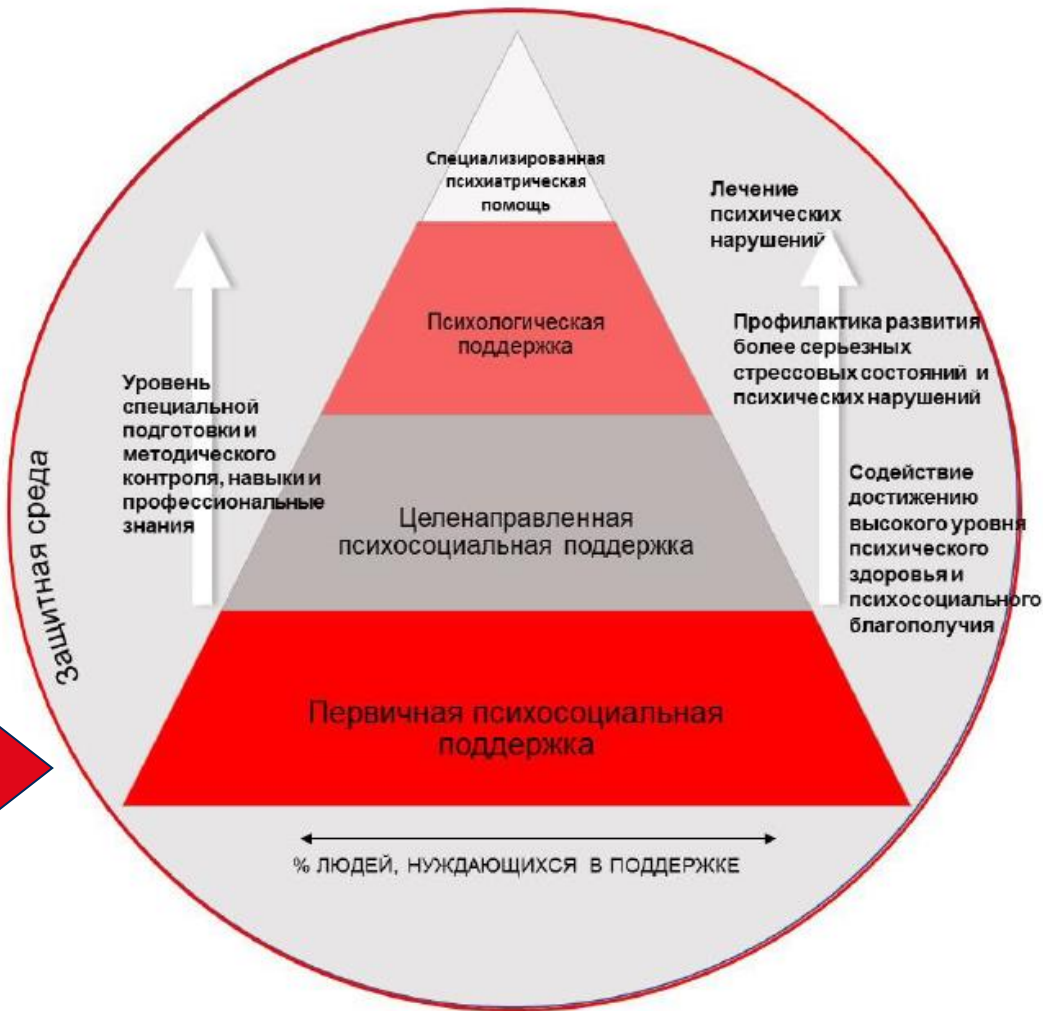 Специализированная
психиатрическая
помощь
Лечение
психических
нарушений
Психологическая
поддержка
Профилактика развития
более серьезных
стрессовых состояний и
психических нарушений
Уровень
специальной
подготовки и
методического
контроля, навыки и
профессиональные
знания
Защитная среда
Целенаправленная
психосоциальная поддержка
Содействие
достижению
высокого уровня
психического
здоровья и
психосоциального
благополучия
Первичная психосоциальная
поддержка
% ЛЮДЕЙ, НУЖДАЮЩИХСЯ В ПОДДЕРЖКЕ